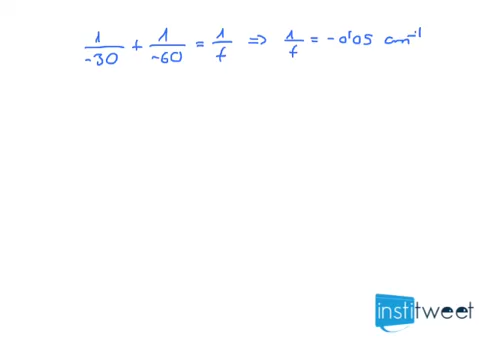 1/-30 + 1/-60 = 1/f ⇒ 1/f = -0'05 cm⁻¹
institweet